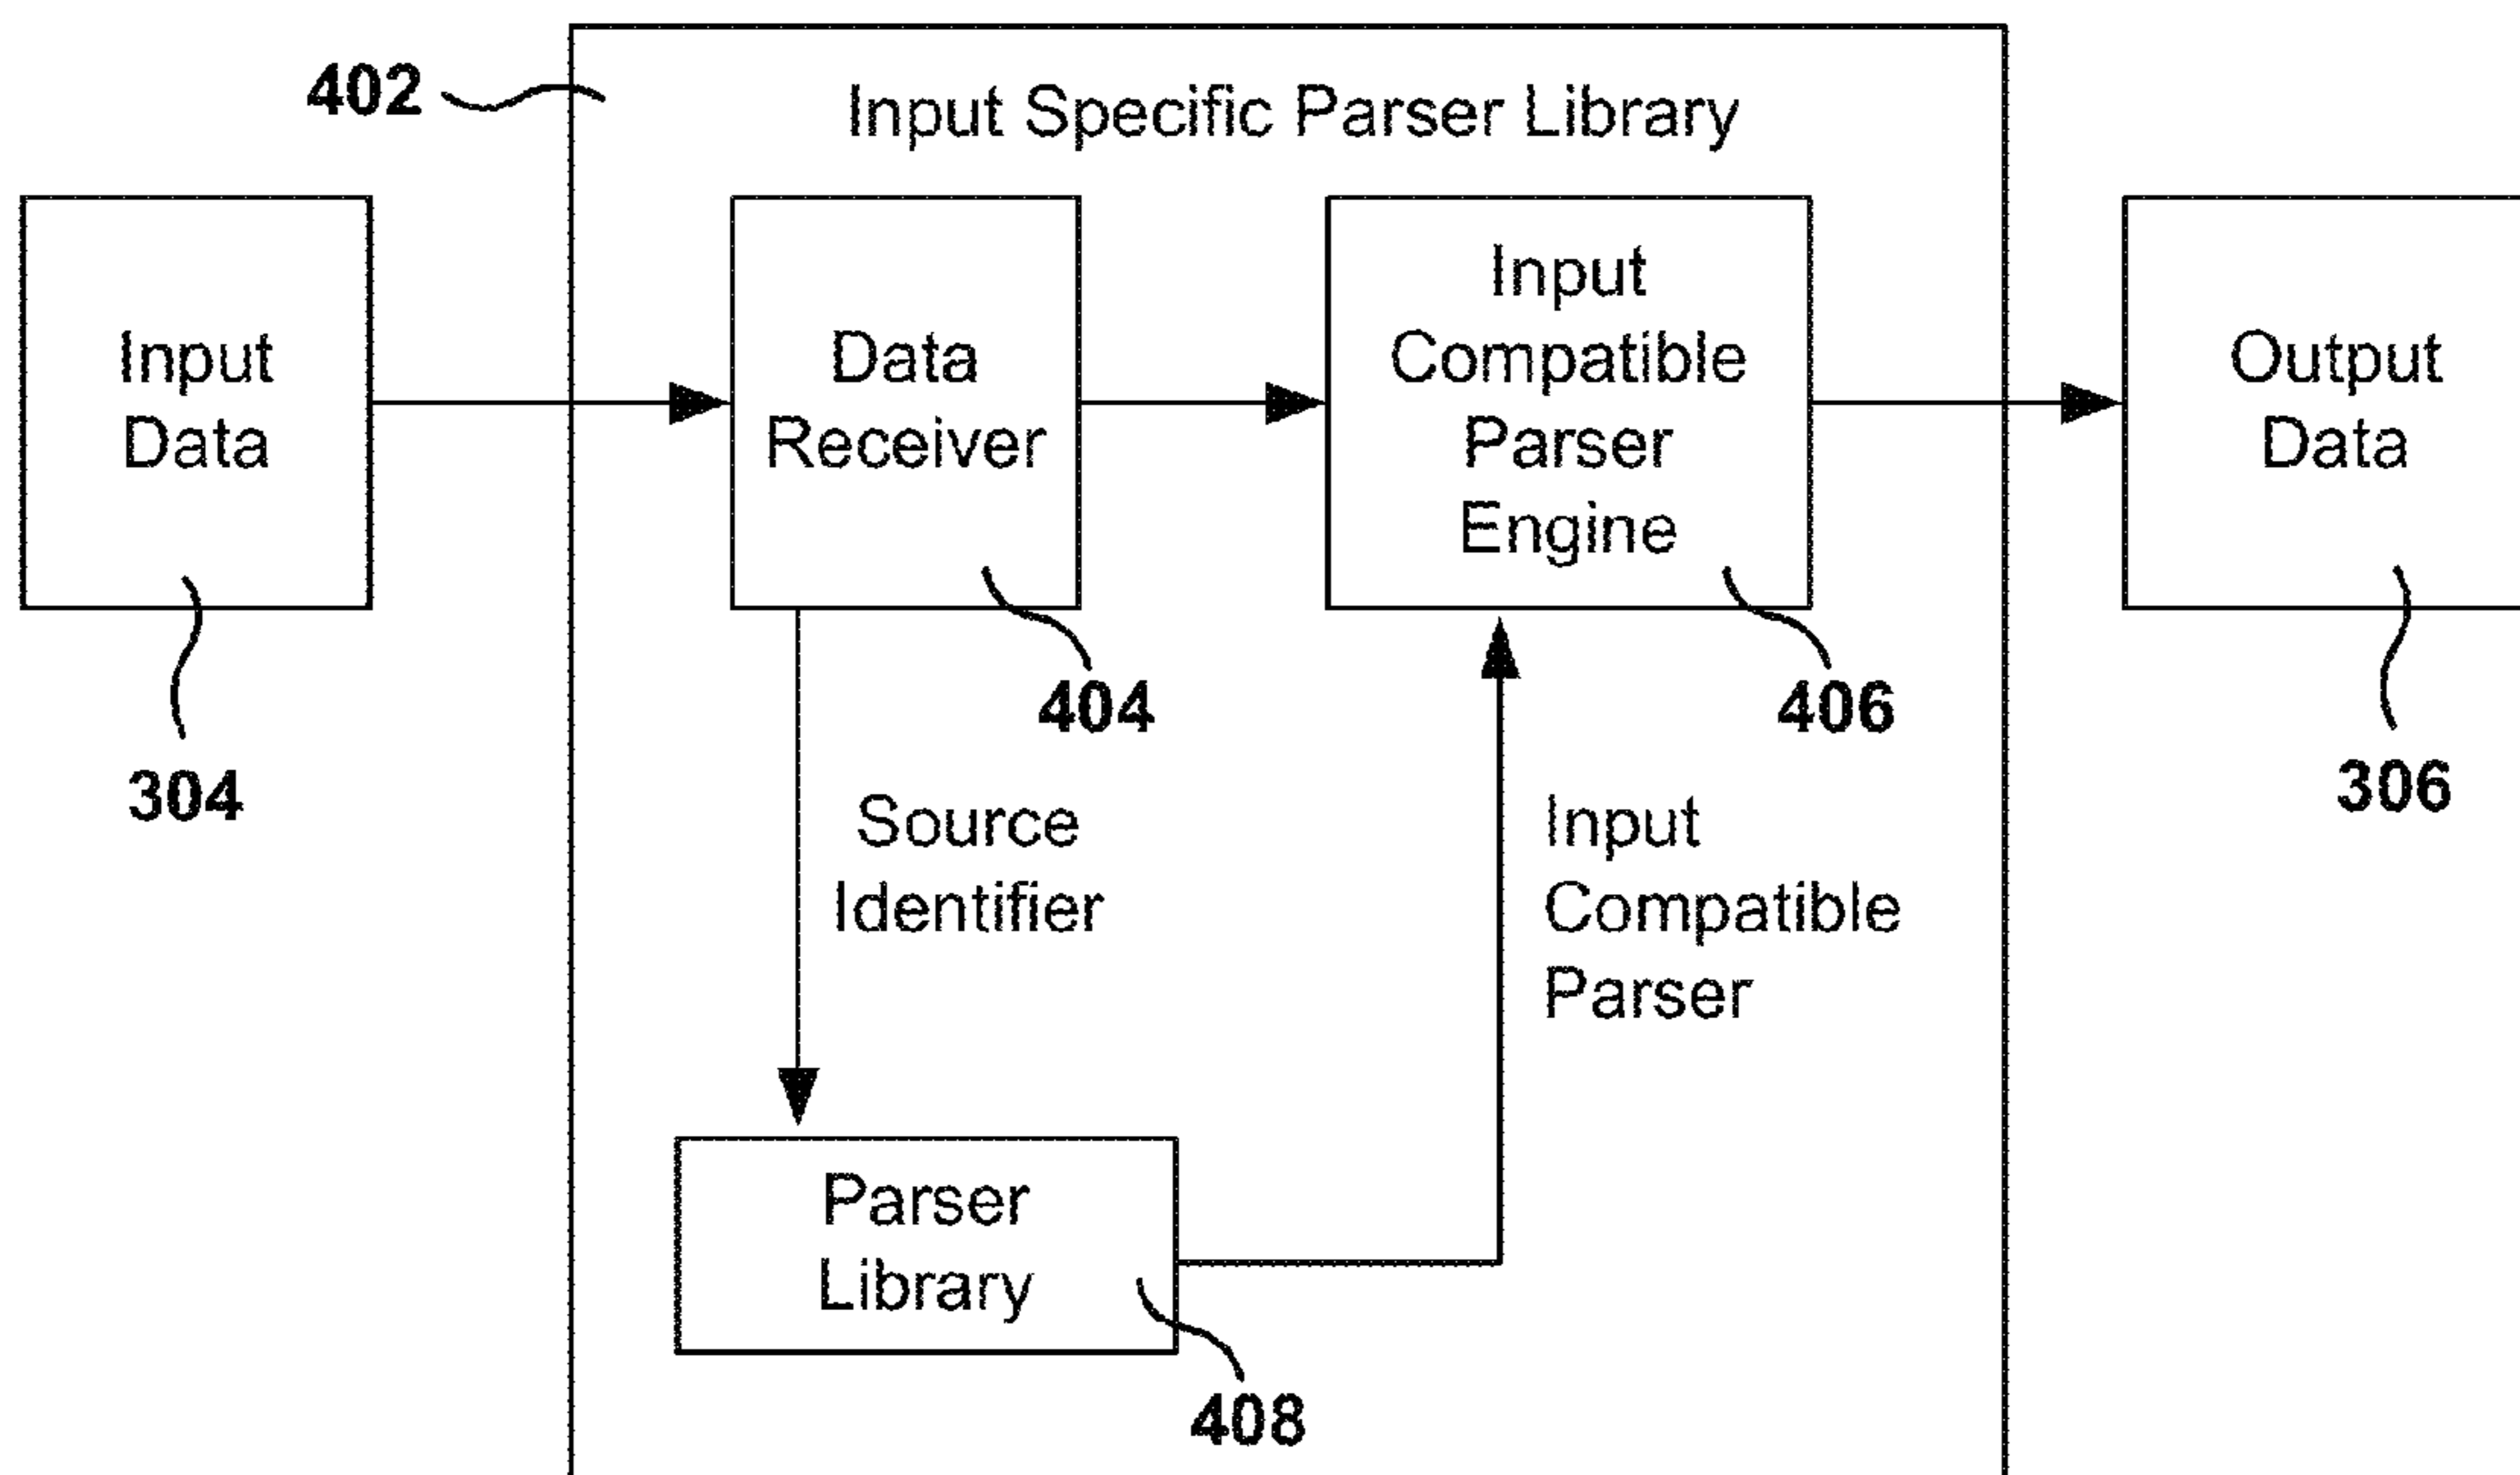 402
Input Specific Parser Library
Input
Data
304
Data
Receiver
404
Input
Compatible
Parser
Engine
406
Output
Data
306
Source
Identifier
Input
Compatible
Parser
Parser
Library
408